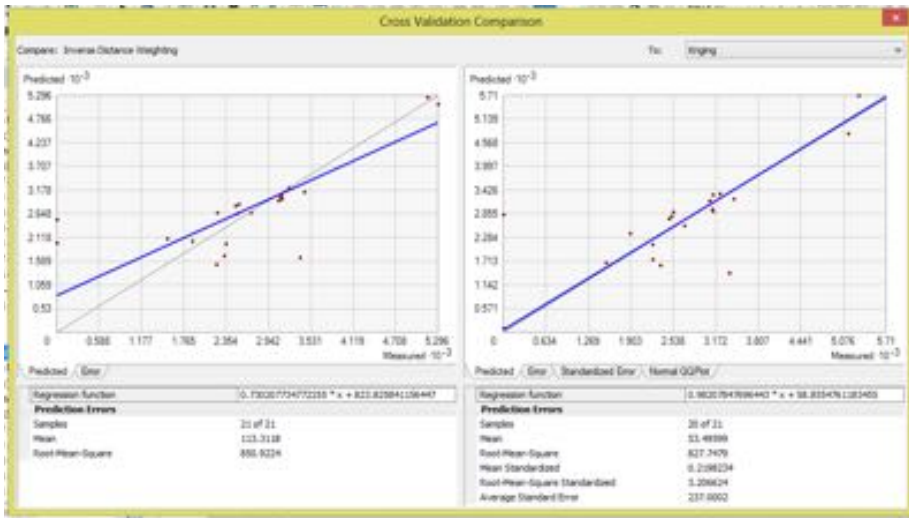 Cross Validation Comparison
Compare: Inverse Distance Weighting
To: Kriging
Predicted ·10⁻³
5.296
4.766
4.237
3.707
3.178
2.648
2.118
1.589
1.059
0.53
0 0.588 1.177 1.765 2.354 2.942 3.531 4.119 4.708 5.296
Measured ·10⁻³
Predicted Error
Regression function 0.730207734772255 * x + 823.825841156447
Prediction Errors
Samples 21 of 21
Mean 113.3118
Root-Mean-Square 850.9224
Predicted ·10⁻³
5.71
5.139
4.568
3.997
3.426
2.855
2.284
1.713
1.142
0.571
0 0.634 1.269 1.903 2.538 3.172 3.807 4.441 5.076 5.71
Measured ·10⁻³
Predicted Error Standardized Error Normal QQPlot
Regression function
Prediction Errors
Samples 20 of 21
Mean
Root-Mean-Square 827.7479
Mean Standardized 0.2198234
Root-Mean-Square Standardized 3.206624
Average Standard Error 237.0002